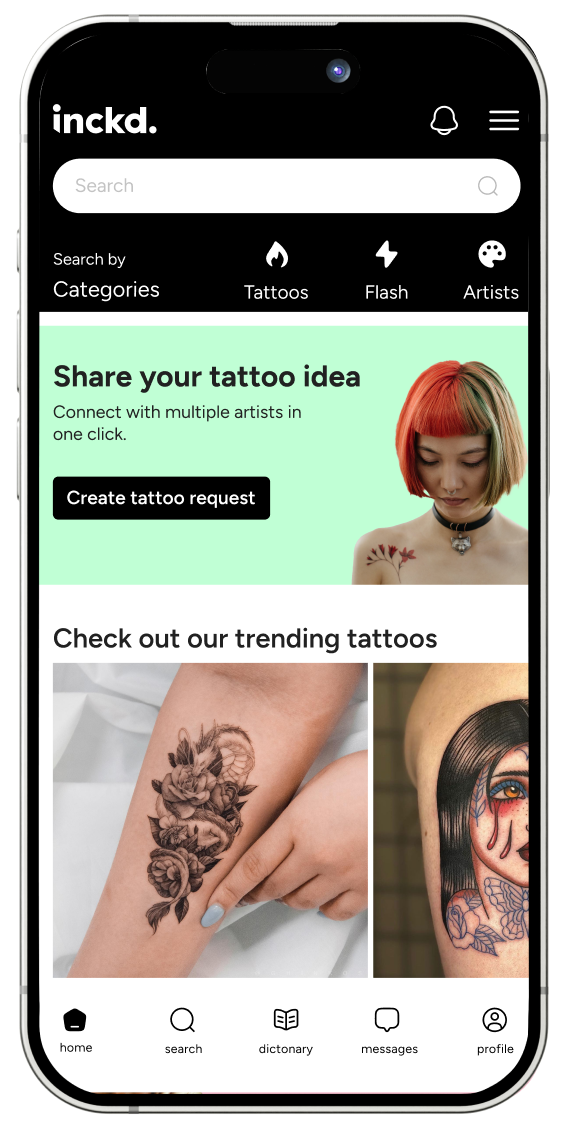 inckd.
Search
Search by
Categories
Tattoos
Flash
Artists
Share your tattoo idea
Connect with multiple artists in
one click.
Create tattoo request
Check out our trending tattoos
home
search
dictonary
messages
profile